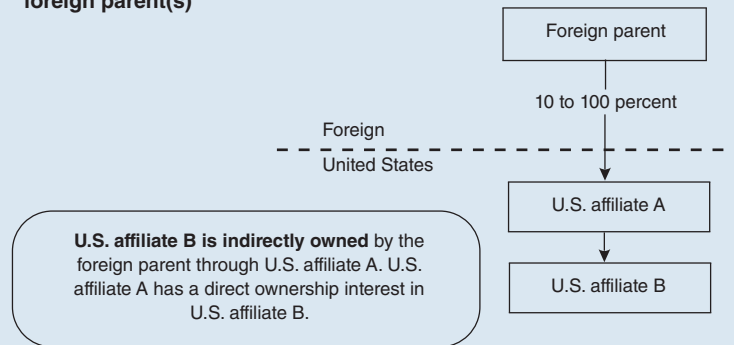 foreign parent(s)
Foreign parent
10 to 100 percent
Foreign
United States
U.S. affiliate A
U.S. affiliate B is indirectly owned by the
foreign parent through U.S. affiliate A. U.S.
affiliate A has a direct ownership interest in
U.S. affiliate B.
U.S. affiliate B